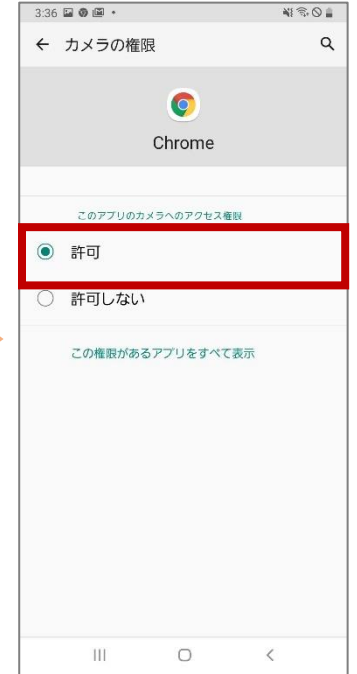 3:36
カメラの権限
Chrome
このアプリのカメラへのアクセス権限
許可
許可しない
この権限があるアプリをすべて表示